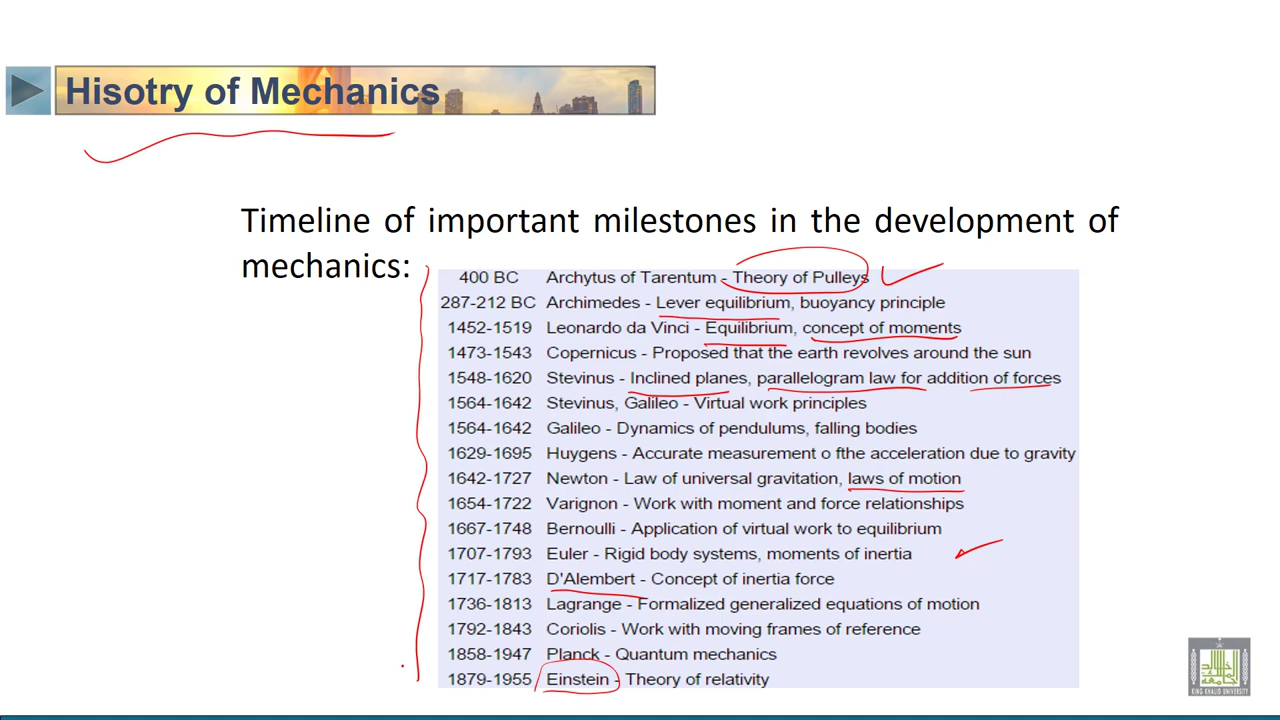 Hisotry of Mechanics
Timeline of important milestones in the development of
mechanics:
400 BC Archytus of Tarentum - Theory of Pulleys
287-212 BC Archimedes - Lever equilibrium, buoyancy principle
1452-1519 Leonardo da Vinci - Equilibrium, concept of moments
1473-1543 Copernicus - Proposed that the earth revolves around the sun
1548-1620 Stevinus - Inclined planes, parallelogram law for addition of forces
1564-1642 Stevinus, Galileo - Virtual work principles
1564-1642 Galileo - Dynamics of pendulums, falling bodies
1629-1695 Huygens - Accurate measurement o fthe acceleration due to gravity
1642-1727 Newton - Law of universal gravitation, laws of motion
1654-1722 Varignon - Work with moment and force relationships
1667-1748 Bernoulli - Application of virtual work to equilibrium
1707-1793 Euler - Rigid body systems, moments of inertia
1717-1783 D'Alembert - Concept of inertia force
1736-1813 Lagrange - Formalized generalized equations of motion
1792-1843 Coriolis - Work with moving frames of reference
1858-1947 Planck - Quantum mechanics
1879-1955 Einstein - Theory of relativity
KING KHALID UNIVERSITY